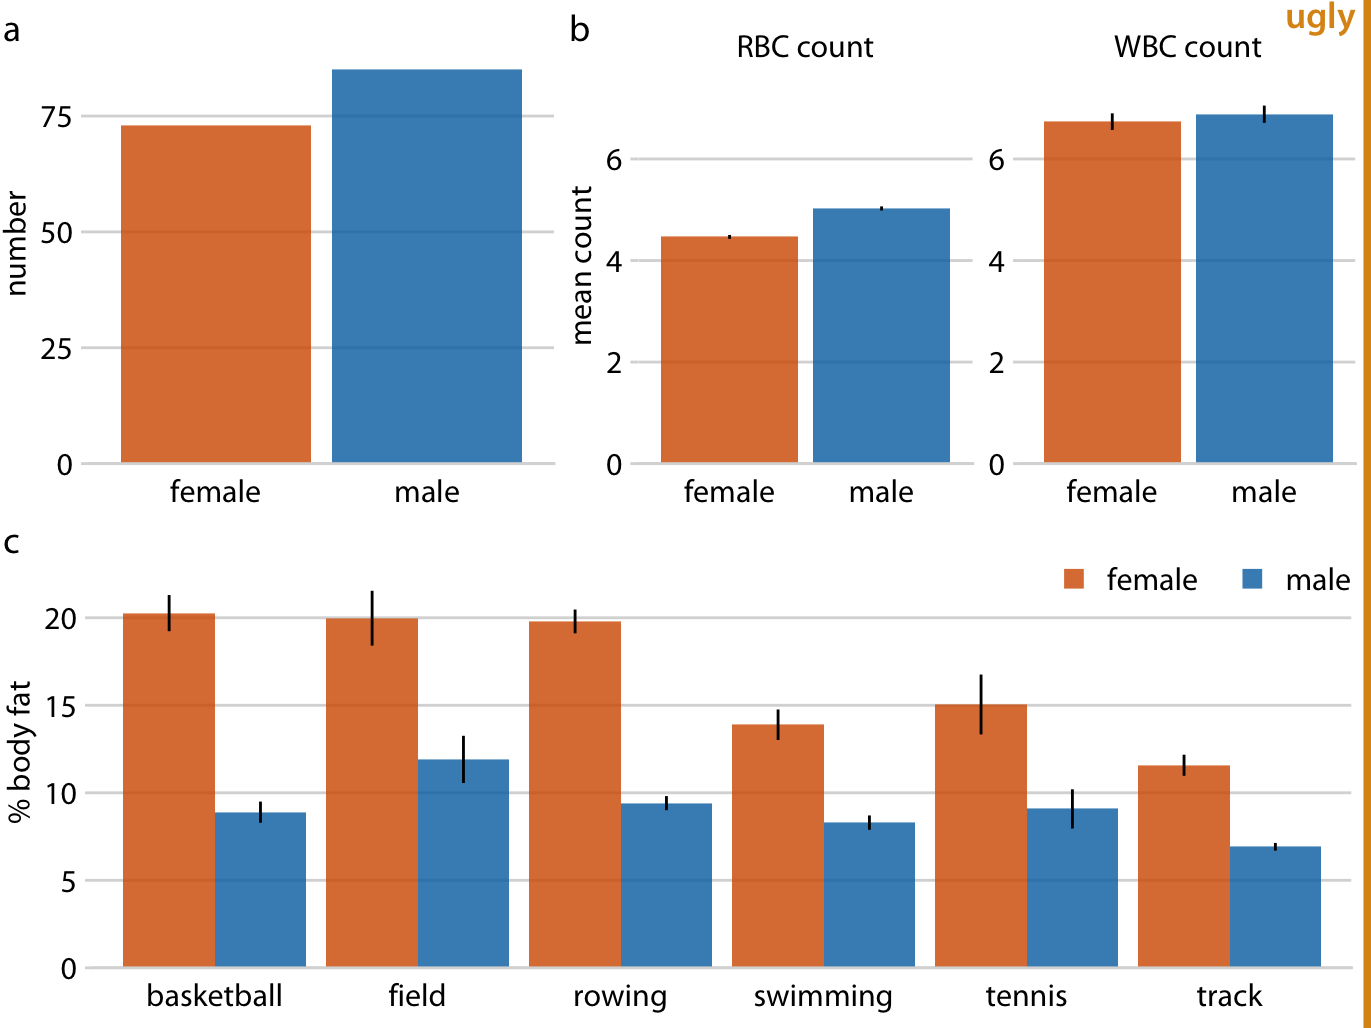 a
b
ugly
RBC count
WBC count
number
75
50
25
0
female
male
mean count
6
4
2
0
female
male
6
4
2
0
female
male
c
female
male
% body fat
20
15
10
5
0
basketball
field
rowing
swimming
tennis
track